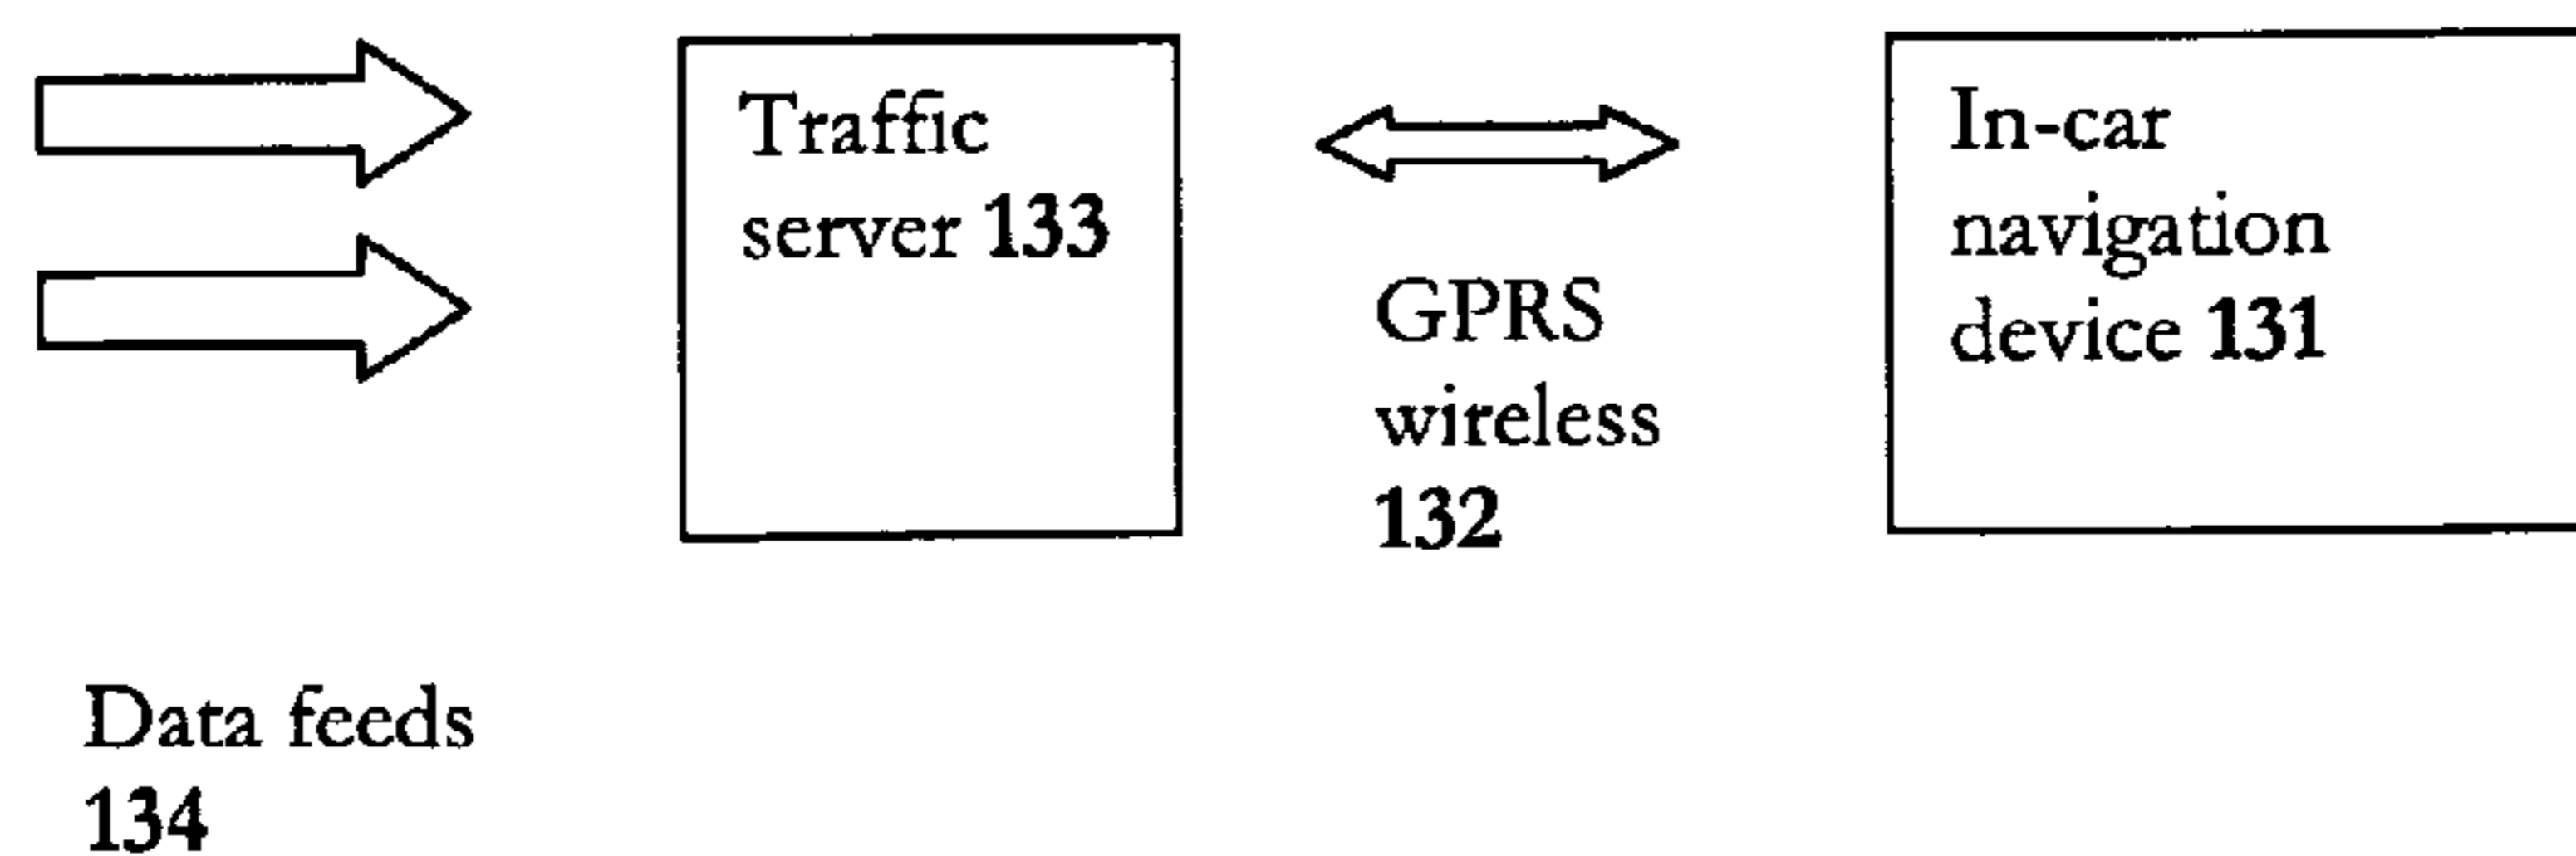 Traffic
server 133
GPRS
wireless
132
In-car
navigation
device 131
Data feeds
134